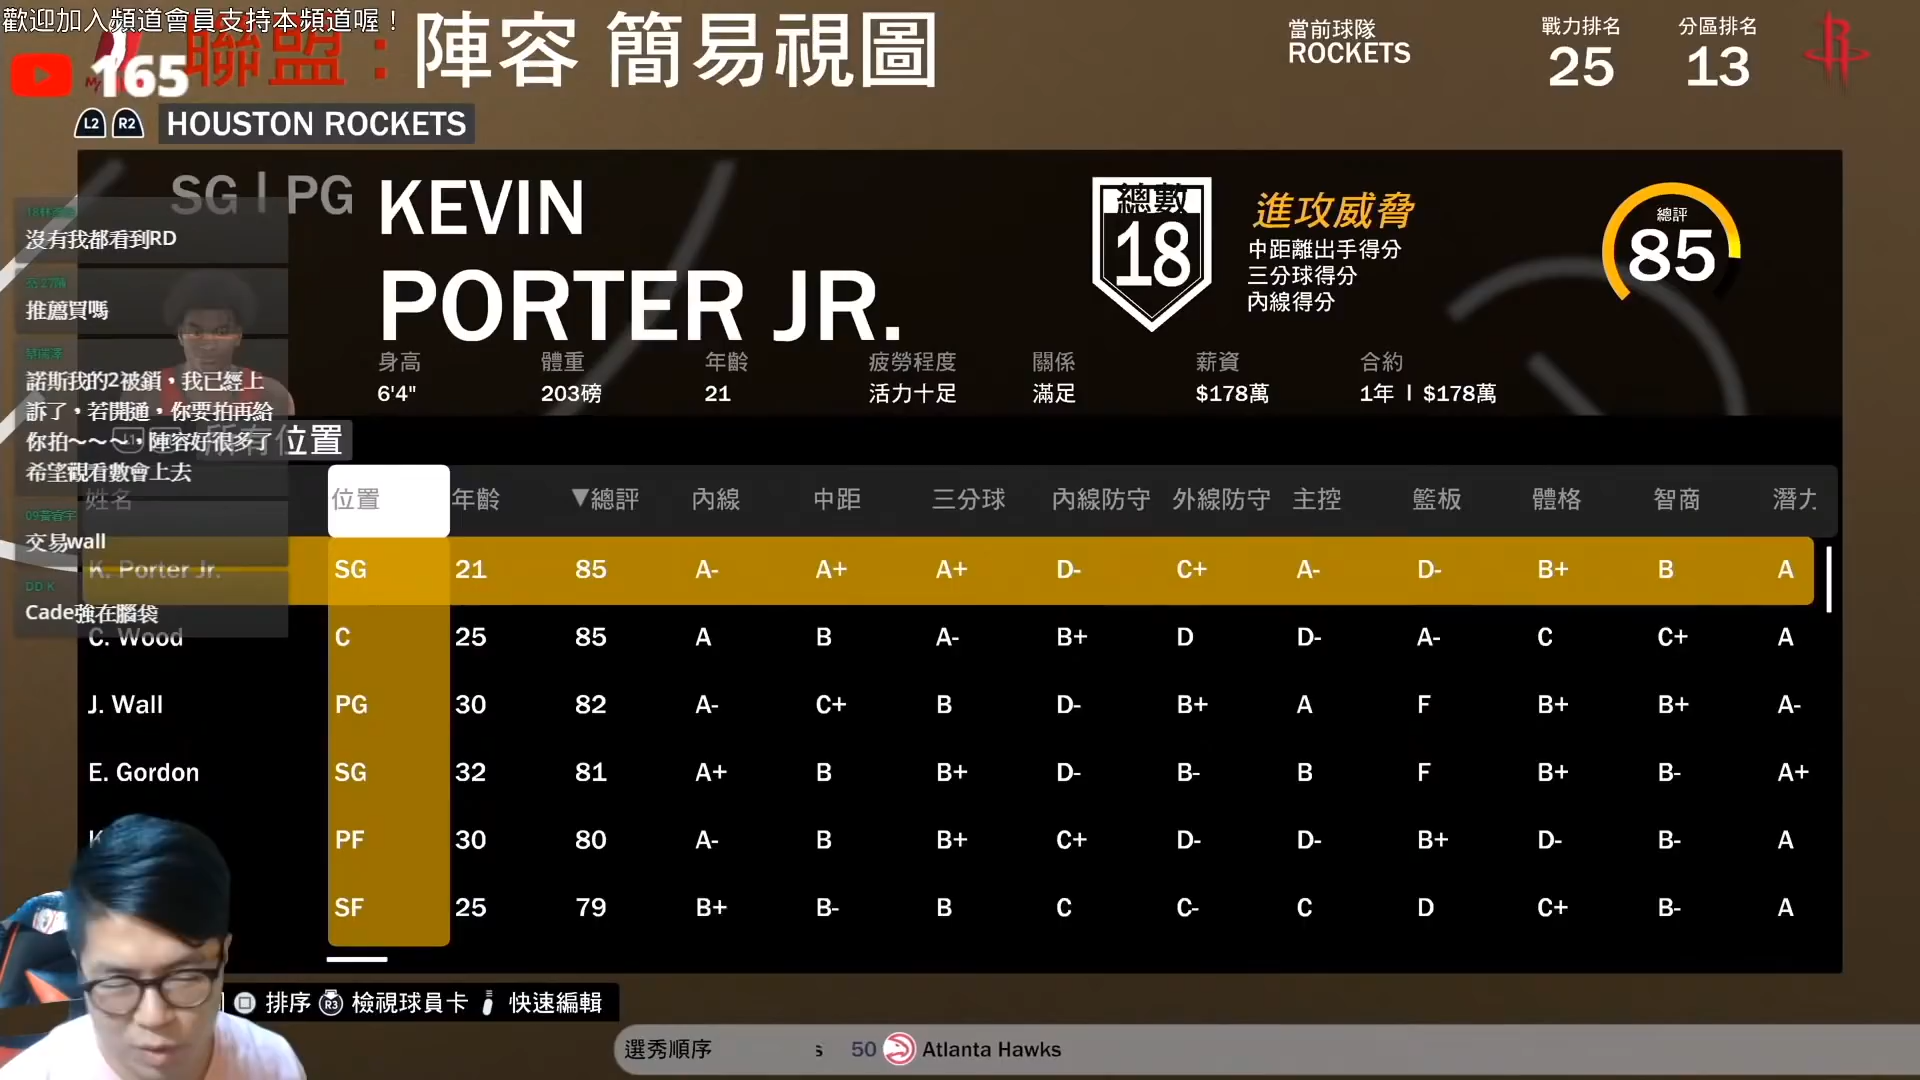 歡迎加入頻道會員支持本頻道喔！
165
聯盟：陣容 簡易視圖
當前球隊
ROCKETS
戰力排名
25
分區排名
13
L2 R2 HOUSTON ROCKETS
SG | PG
KEVIN
PORTER JR.
總數
18
進攻威脅
中距離出手得分
三分球得分
內線得分
總評
85
身高 體重 年齡 疲勞程度 關係 薪資 合約
6'4" 203磅 21 活力十足 滿足 $178萬 1年 | $178萬
沒有我都看到RD
推薦買嗎
諾斯我的2被鎖，我已經上
訴了，若開通，你要拍再給
你拍～～～，陣容好很多了
希望觀看數會上去
交易wall
DD K
Cade強在腦袋
所有位置
姓名 位置 年齡 ▼總評 內線 中距 三分球 內線防守 外線防守 主控 籃板 體格 智商 潛力
K. Porter Jr. SG 21 85 A- A+ A+ D- C+ A- D- B+ B A
C. Wood C 25 85 A B A- B+ D D- A- C C+ A
J. Wall PG 30 82 A- C+ B D- B+ A F B+ B+ A-
E. Gordon SG 32 81 A+ B B+ D- B- B F B+ B- A+
PF 30 80 A- B B+ C+ D- D- B+ D- B- A
SF 25 79 B+ B- B C C- C D C+ B- A
排序 R3 檢視球員卡 快速編輯
選秀順序 s 50 Atlanta Hawks